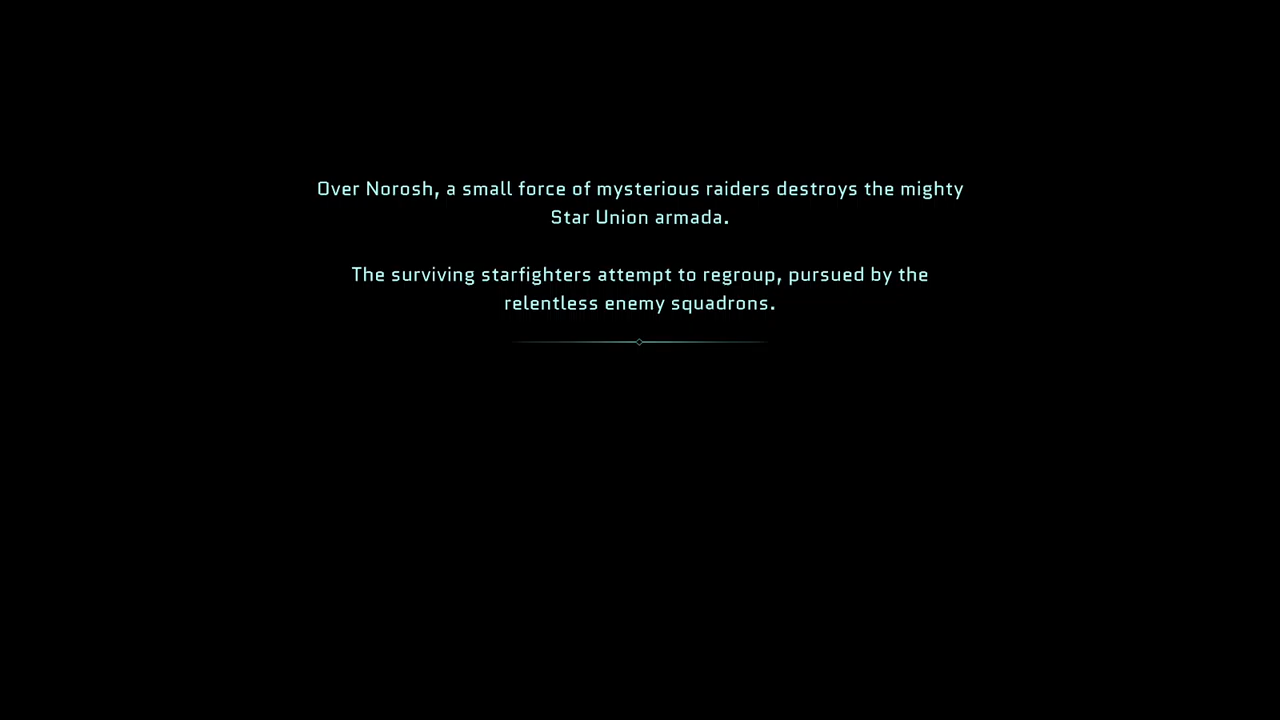 Over Norosh, a small force of mysterious raiders destroys the mighty
Star Union armada.
The surviving starfighters attempt to regroup, pursued by the
relentless enemy squadrons.